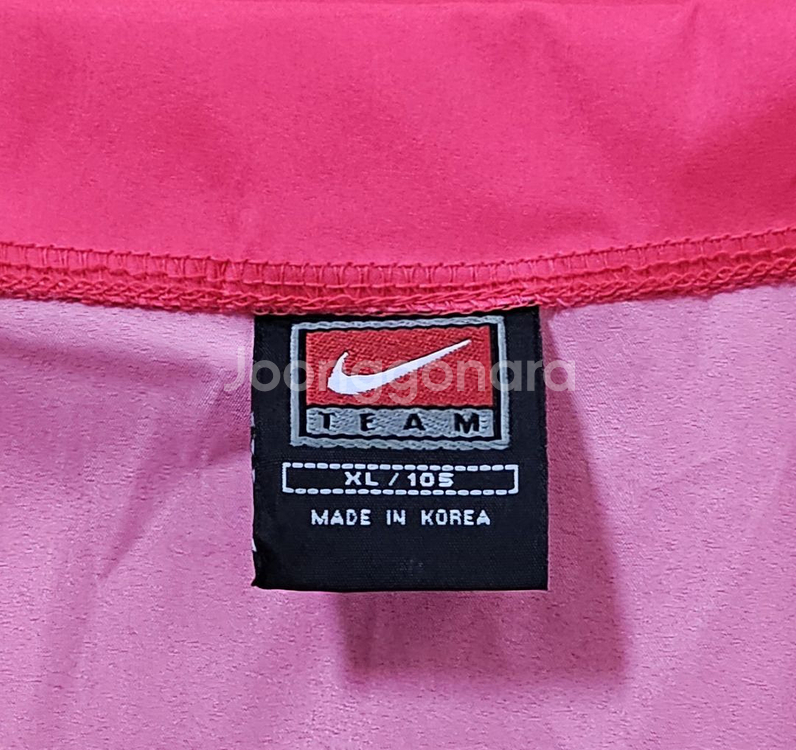 Joonggonara
TEAM
XL / 105
MADE IN KOREA